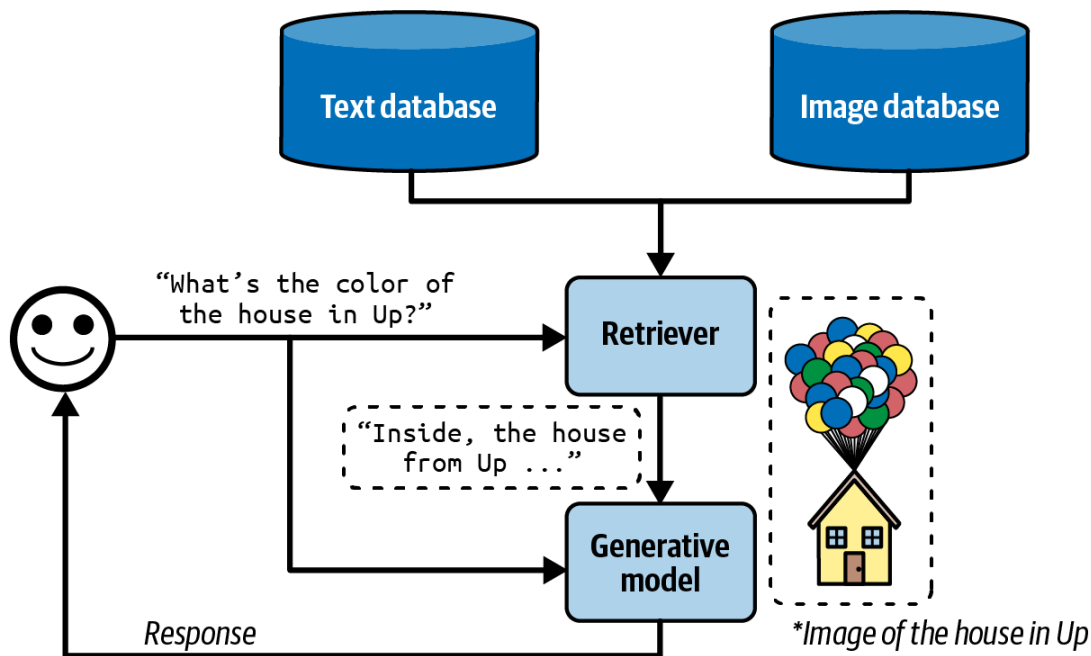 Text database
Image database
“What’s the color of
the house in Up?”
Retriever
“Inside, the house
from Up ...”
Generative
model
Response
*Image of the house in Up